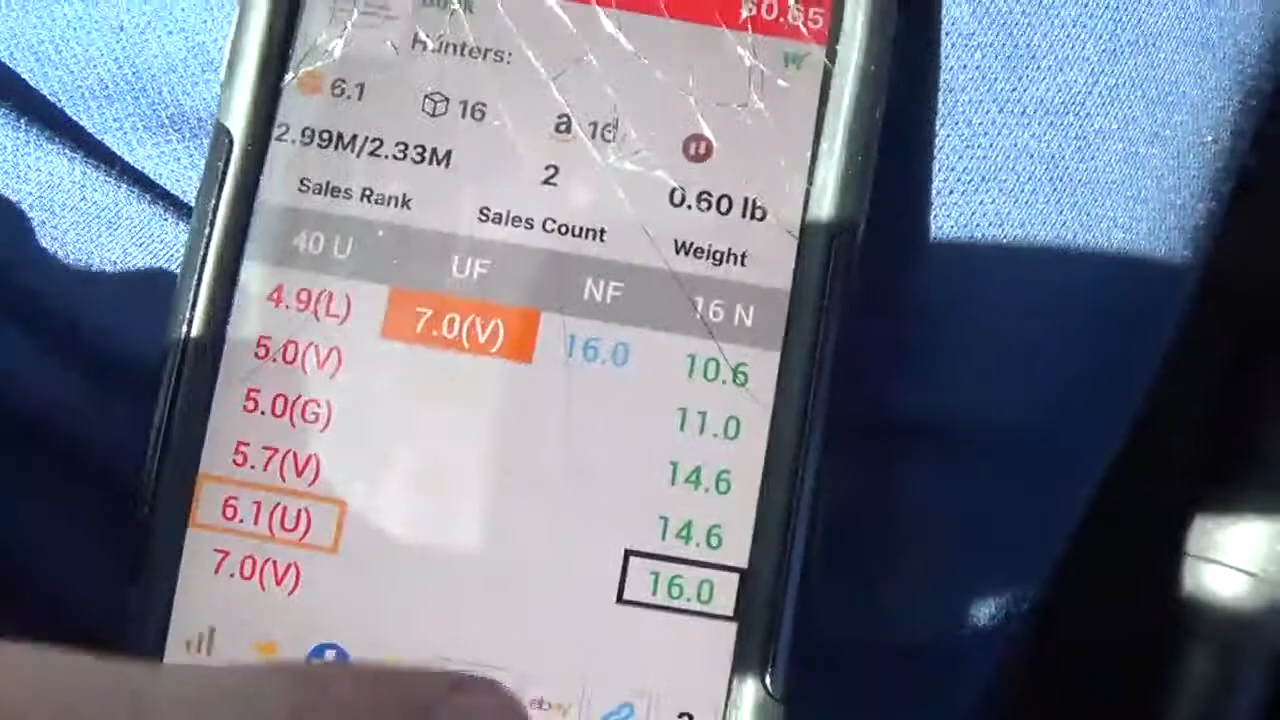 $0.65
Hunters:
6.1 16 a 16
2.99M/2.33M 2 0.60 lb
Sales Rank Sales Count Weight
40 U UF NF 16 N
4.9(L) 7.0(V) 16.0 10.6
5.0(V) 11.0
5.0(G) 14.6
5.7(V) 14.6
6.1(U) 16.0
7.0(V)
ebay